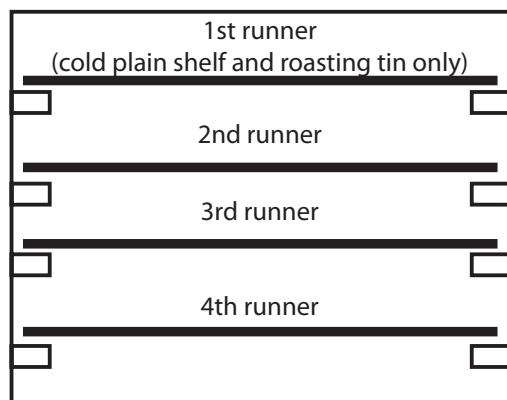 1st runner
(cold plain shelf and roasting tin only)
2nd runner
3rd runner
4th runner